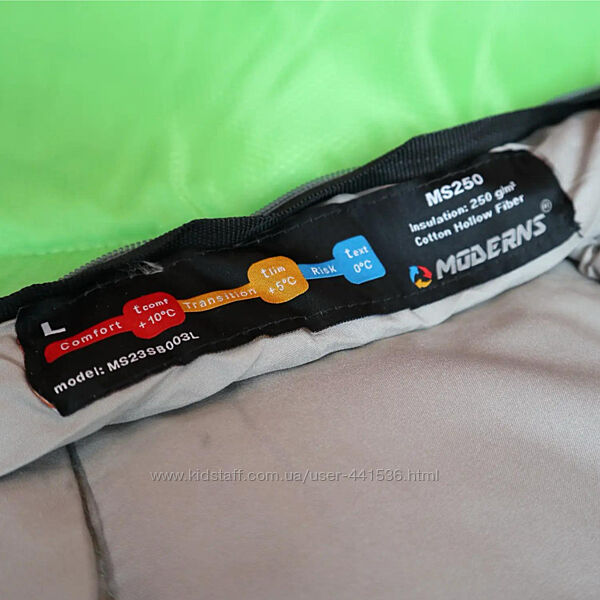 L
Comfort
tcomf
+10°C
Transition
tlim
+5°C
Risk
text
0°C
model: MS23SB003L
MS250
Insulation: 250 g/m²
Cotton Hollow Fiber
MODERNS®
www.kidstaff.com.ua/user-441536.html